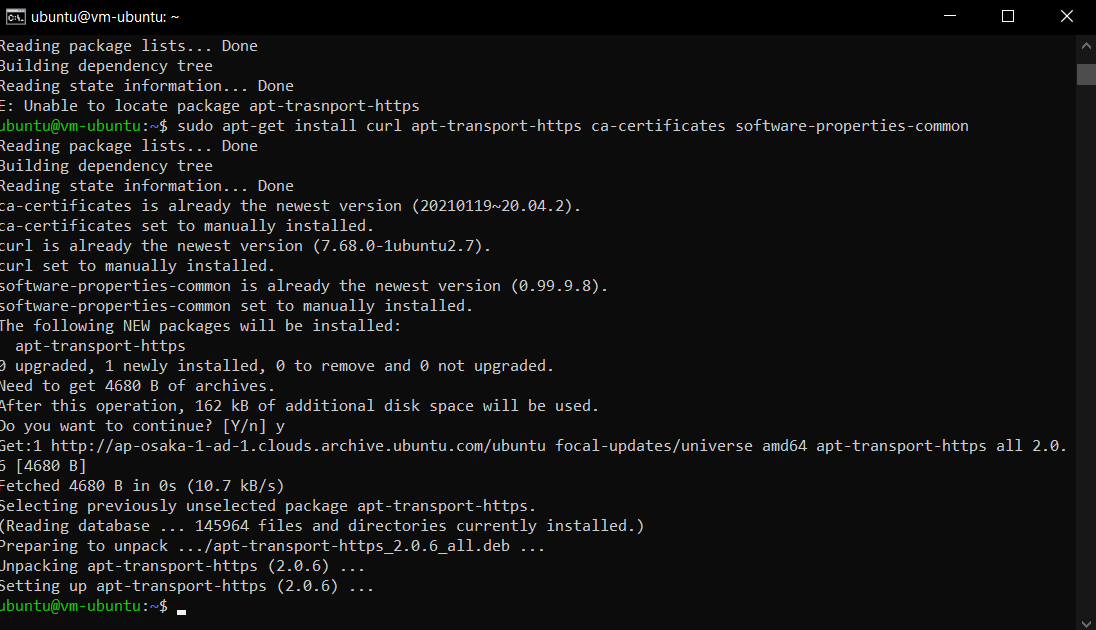 ubuntu@vm-ubuntu: ~
Reading package lists... Done
Building dependency tree
Reading state information... Done
E: Unable to locate package apt-trasnport-https
ubuntu@vm-ubuntu:~$ sudo apt-get install curl apt-transport-https ca-certificates software-properties-common
Reading package lists... Done
Building dependency tree
Reading state information... Done
ca-certificates is already the newest version (20210119~20.04.2).
ca-certificates set to manually installed.
curl is already the newest version (7.68.0-1ubuntu2.7).
curl set to manually installed.
software-properties-common is already the newest version (0.99.9.8).
software-properties-common set to manually installed.
The following NEW packages will be installed:
  apt-transport-https
0 upgraded, 1 newly installed, 0 to remove and 0 not upgraded.
Need to get 4680 B of archives.
After this operation, 162 kB of additional disk space will be used.
Do you want to continue? [Y/n] y
Get:1 http://ap-osaka-1-ad-1.clouds.archive.ubuntu.com/ubuntu focal-updates/universe amd64 apt-transport-https all 2.0.
6 [4680 B]
Fetched 4680 B in 0s (10.7 kB/s)
Selecting previously unselected package apt-transport-https.
(Reading database ... 145964 files and directories currently installed.)
Preparing to unpack .../apt-transport-https_2.0.6_all.deb ...
Unpacking apt-transport-https (2.0.6) ...
Setting up apt-transport-https (2.0.6) ...
ubuntu@vm-ubuntu:~$